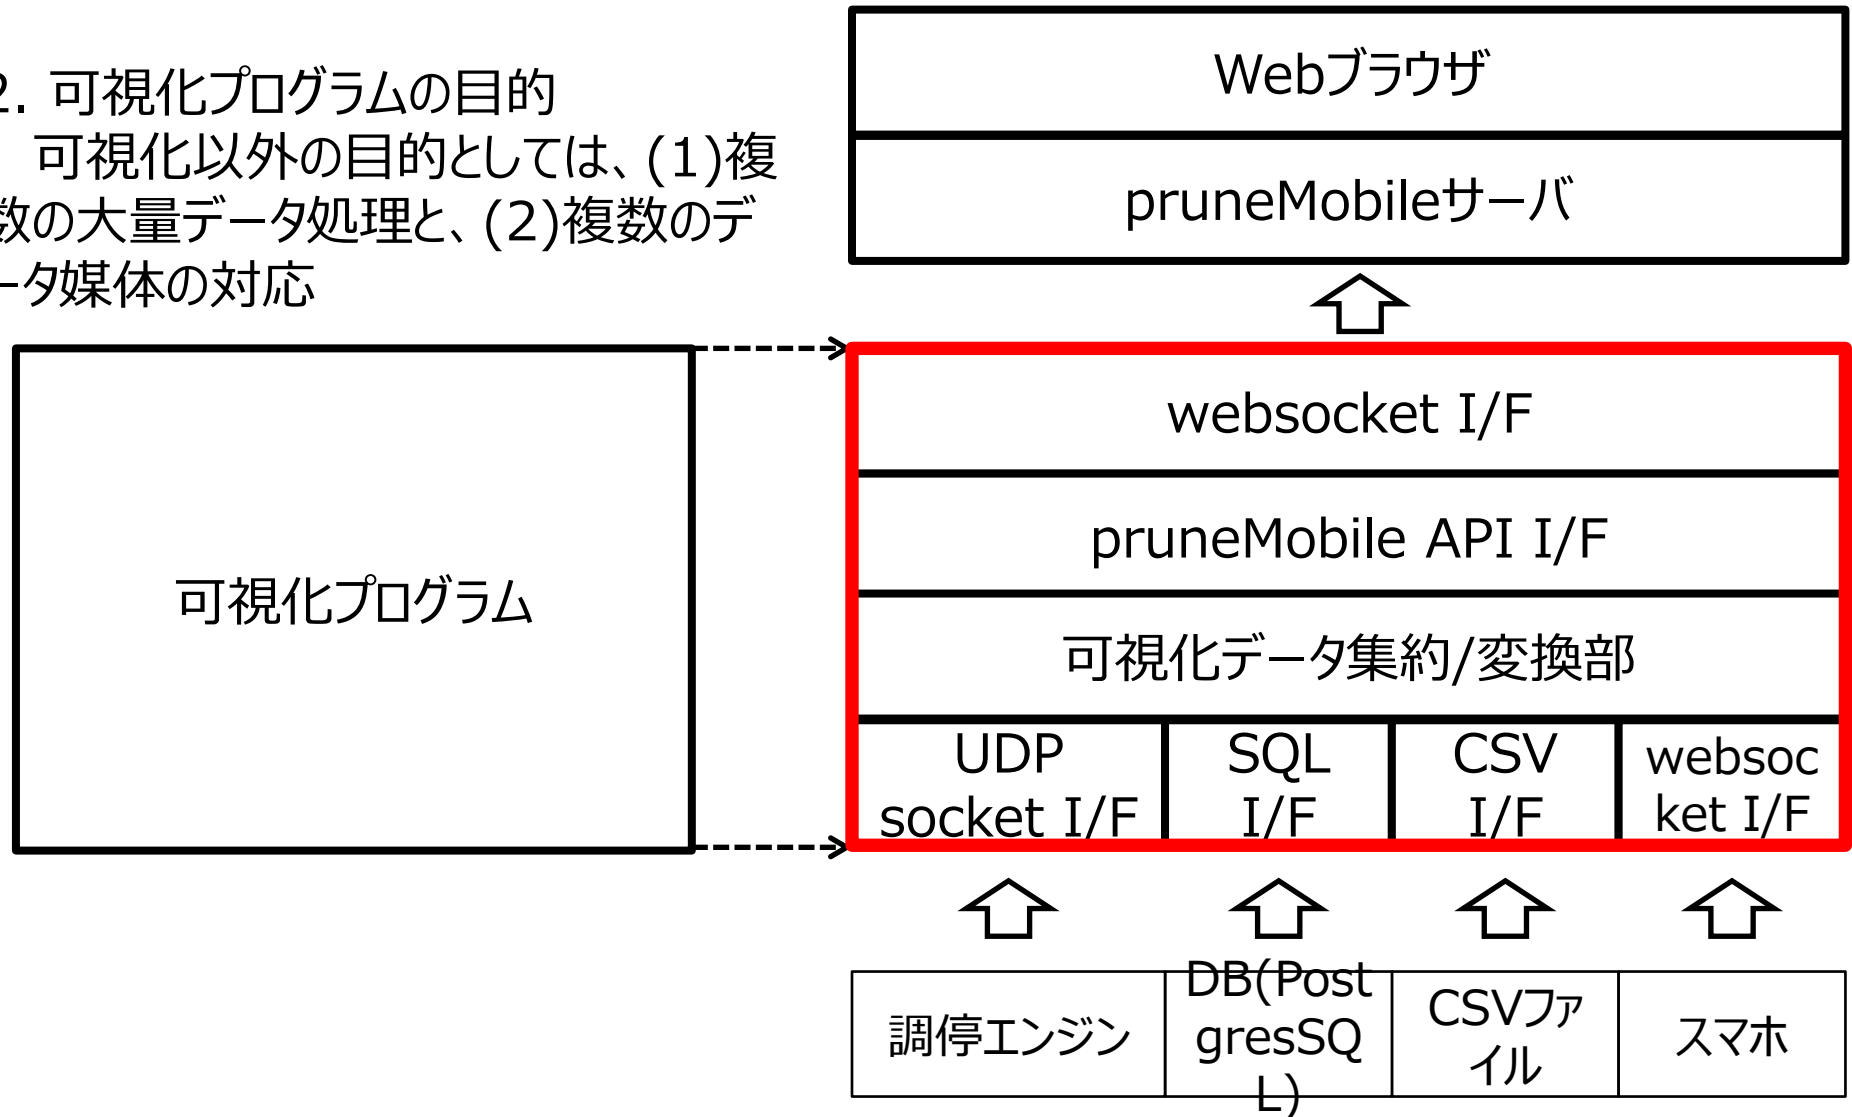 2. 可視化プログラムの目的
可視化以外の目的としては、(1)複
数の大量データ処理と、(2)複数のデ
ータ媒体の対応
Webブラウザ
pruneMobileサーバ
可視化プログラム
websocket I/F
pruneMobile API I/F
可視化データ集約/変換部
UDP
socket I/F
SQL
I/F
CSV
I/F
websoc
ket I/F
調停エンジン
DB(Post
gresSQ
L)
CSVファ
イル
スマホ